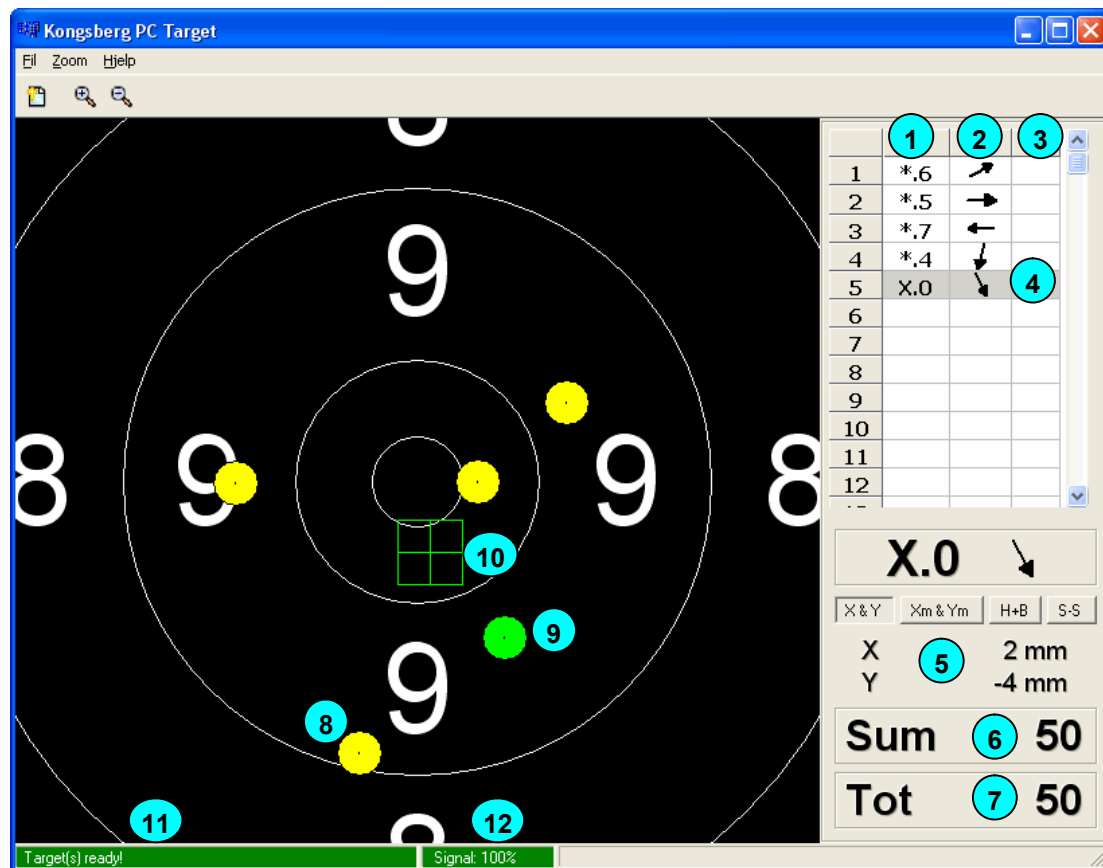 Kongsberg PC Target
Fil Zoom Hjelp
8
9
8 9 9 8
9
8
1 2 3
1 *.6
2 *.5
3 *.7
4 *.4
5 X.0 4
6
7
8
9
10
11
12
X.0
X & Y Xm & Ym H+B S-S
X 2 mm
5
Y -4 mm
Sum 6 50
Tot 7 50
10
9
8
11 12
Target(s) ready! Signal: 100%